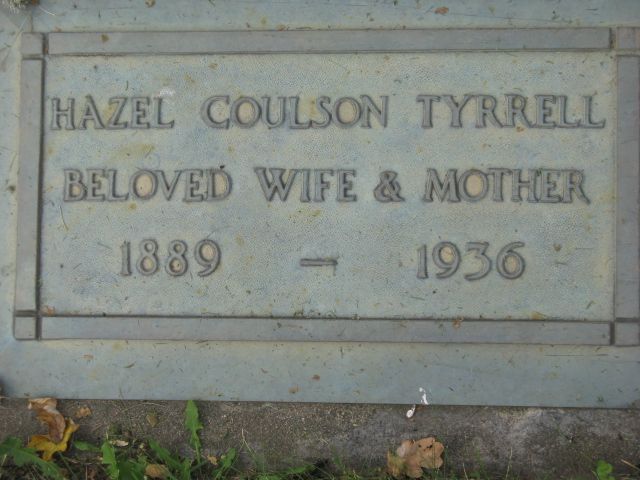 HAZEL COULSON TYRRELL
BELOVED WIFE & MOTHER
1889 — 1936